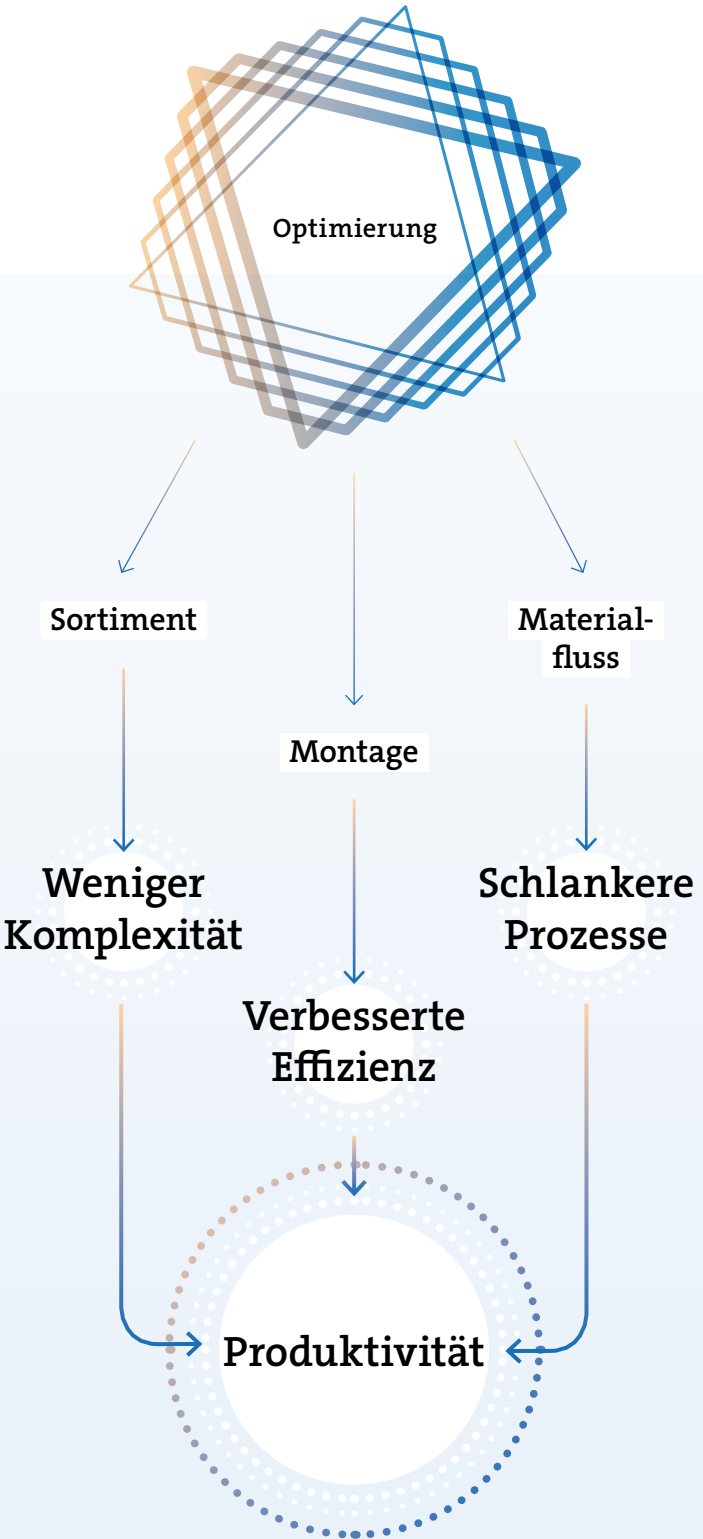 Optimierung
Sortiment
Material-
fluss
Montage
Weniger
Komplexität
Schlankere
Prozesse
Verbesserte
Effizienz
Produktivität